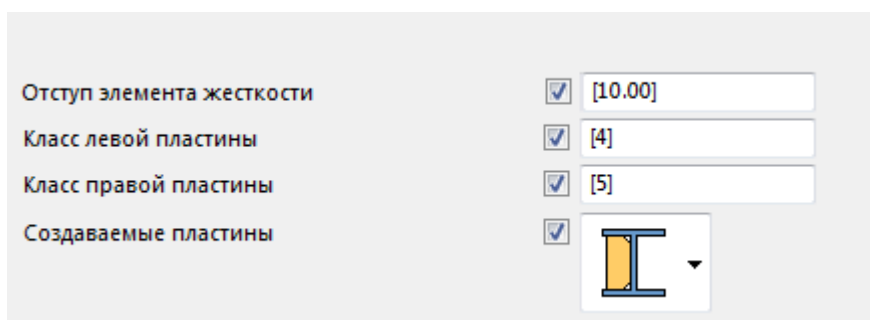 Отступ элемента жесткости [10.00]
Класс левой пластины [4]
Класс правой пластины [5]
Создаваемые пластины